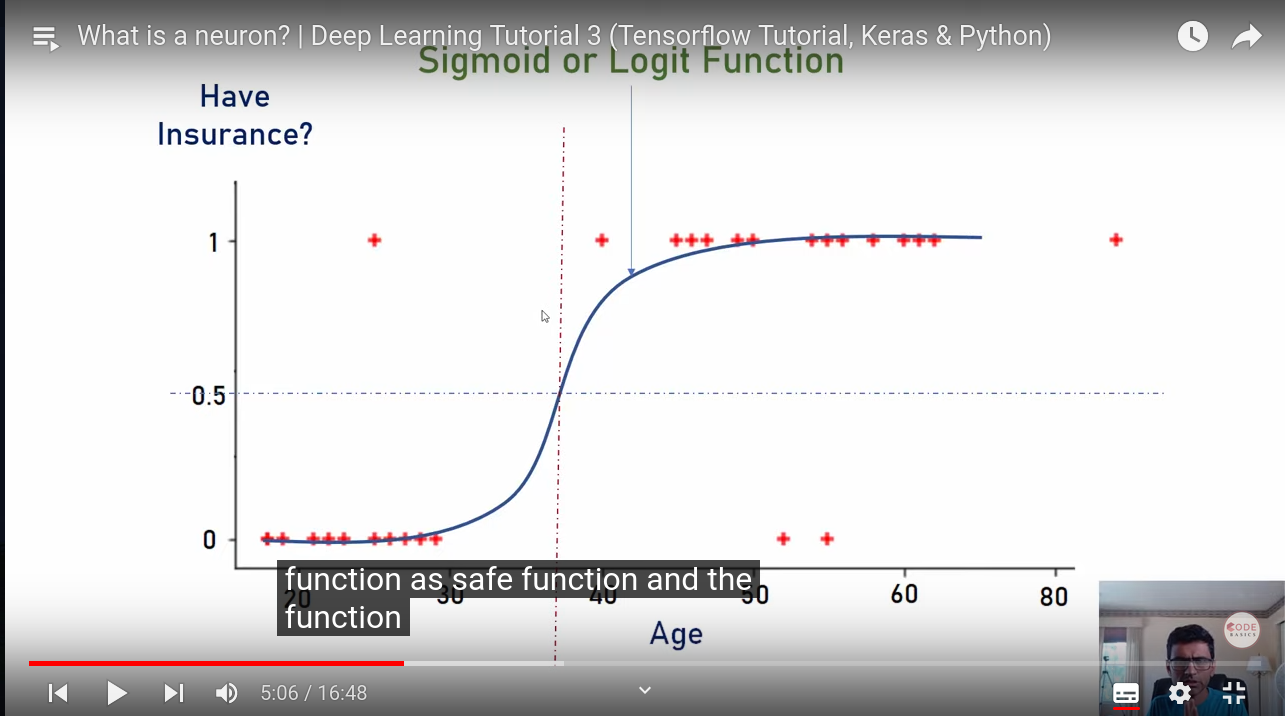 What is a neuron? | Deep Learning Tutorial 3 (Tensorflow Tutorial, Keras & Python)
Sigmoid or Logit Function
Have
Insurance?
1
0.5
0
function as safe function and the
function
20
30
40
50
60
80
Age
CODE
BASICS
5:06 / 16:48